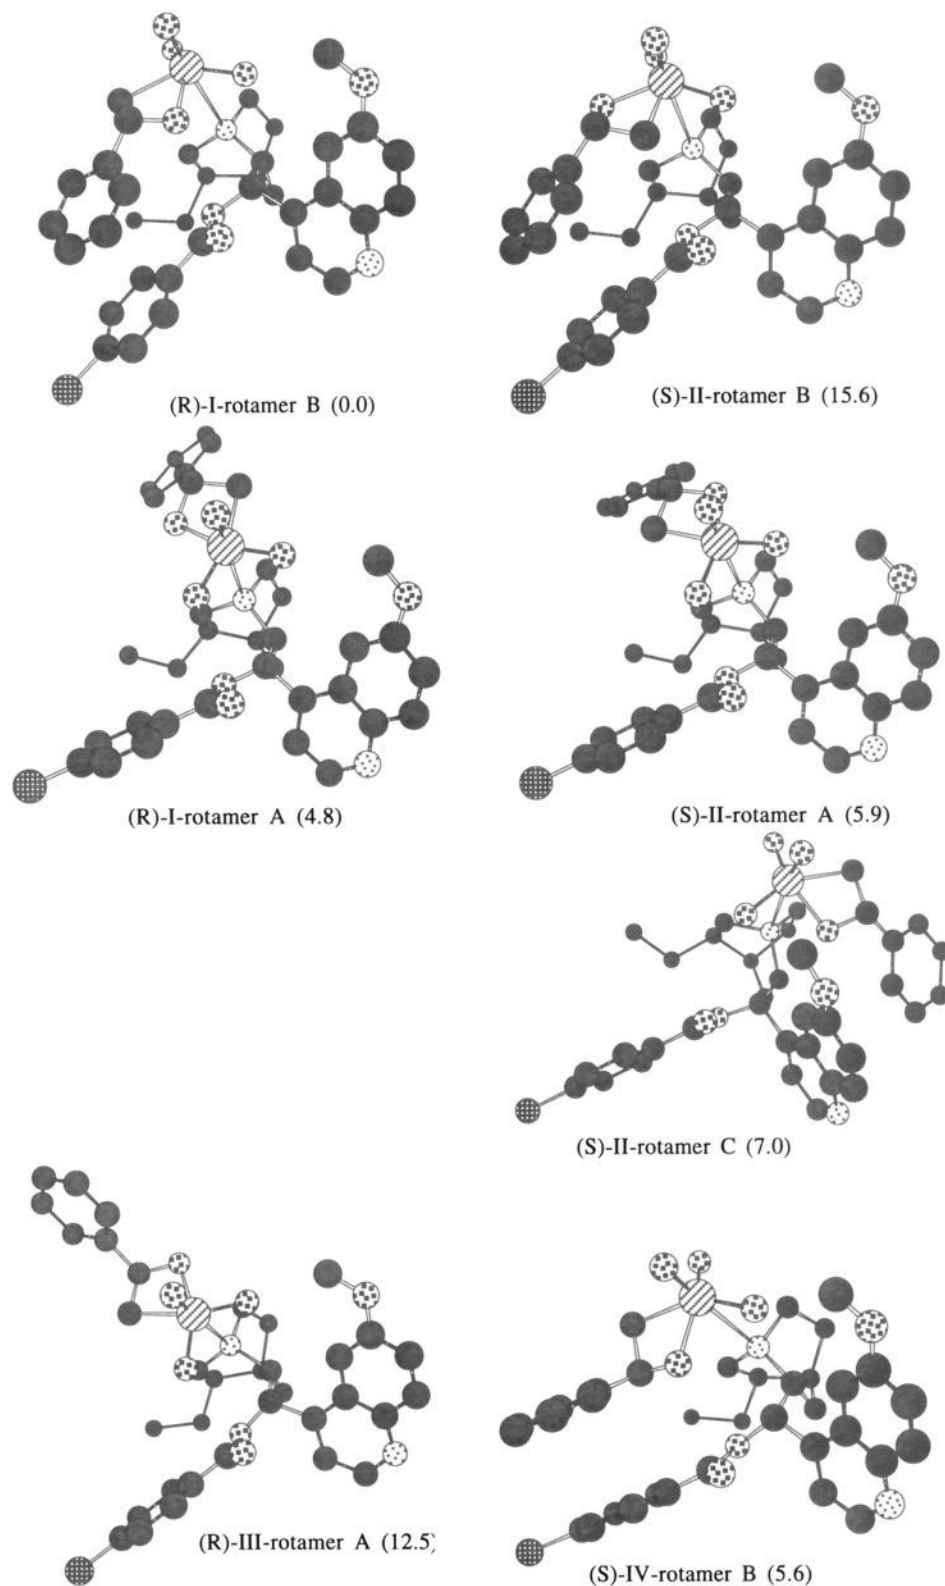 (R)-I-rotamer B (0.0)
(S)-II-rotamer B (15.6)
(R)-I-rotamer A (4.8)
(S)-II-rotamer A (5.9)
(S)-II-rotamer C (7.0)
(R)-III-rotamer A (12.5)
(S)-IV-rotamer B (5.6)